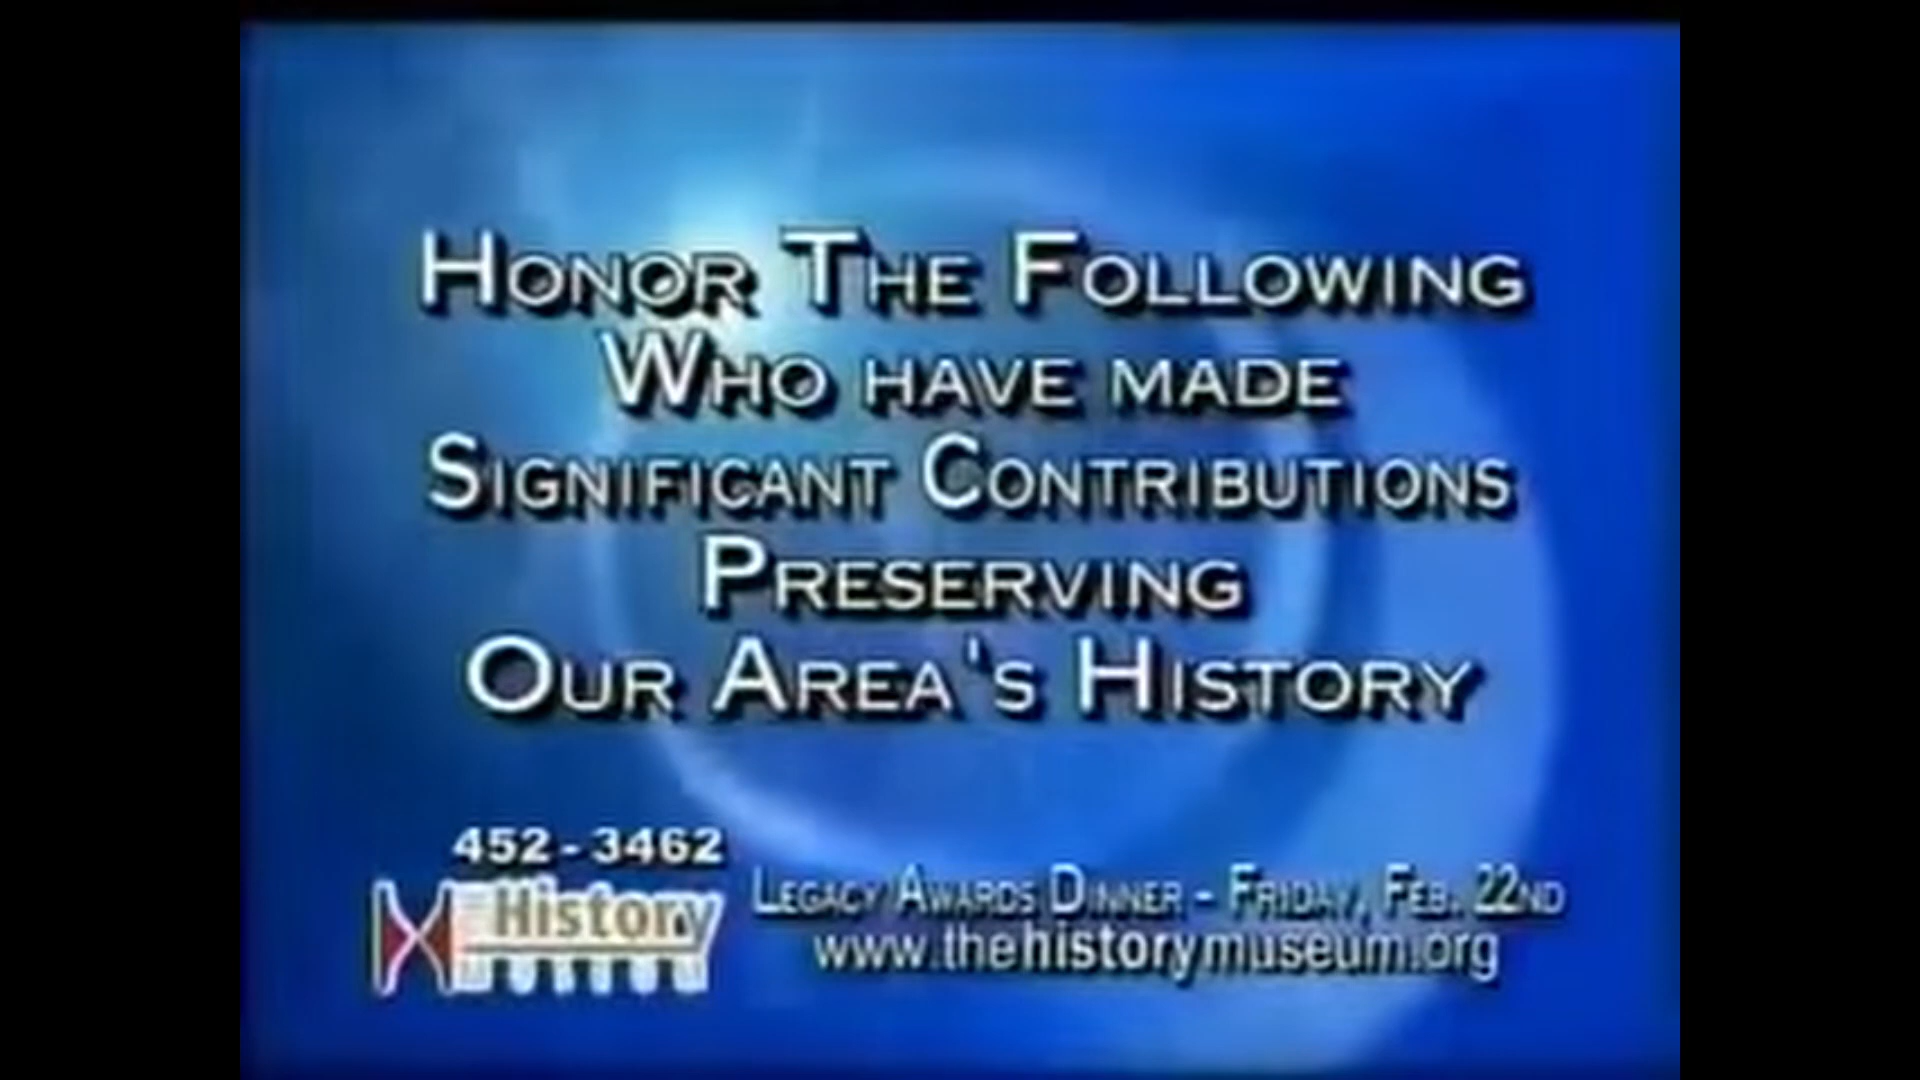 Honor The Following
Who have made
Significant Contributions
Preserving
Our Area's History
452-3462
History
Legacy Awards Dinner - Friday, Feb. 22nd
www.thehistorymuseum.org